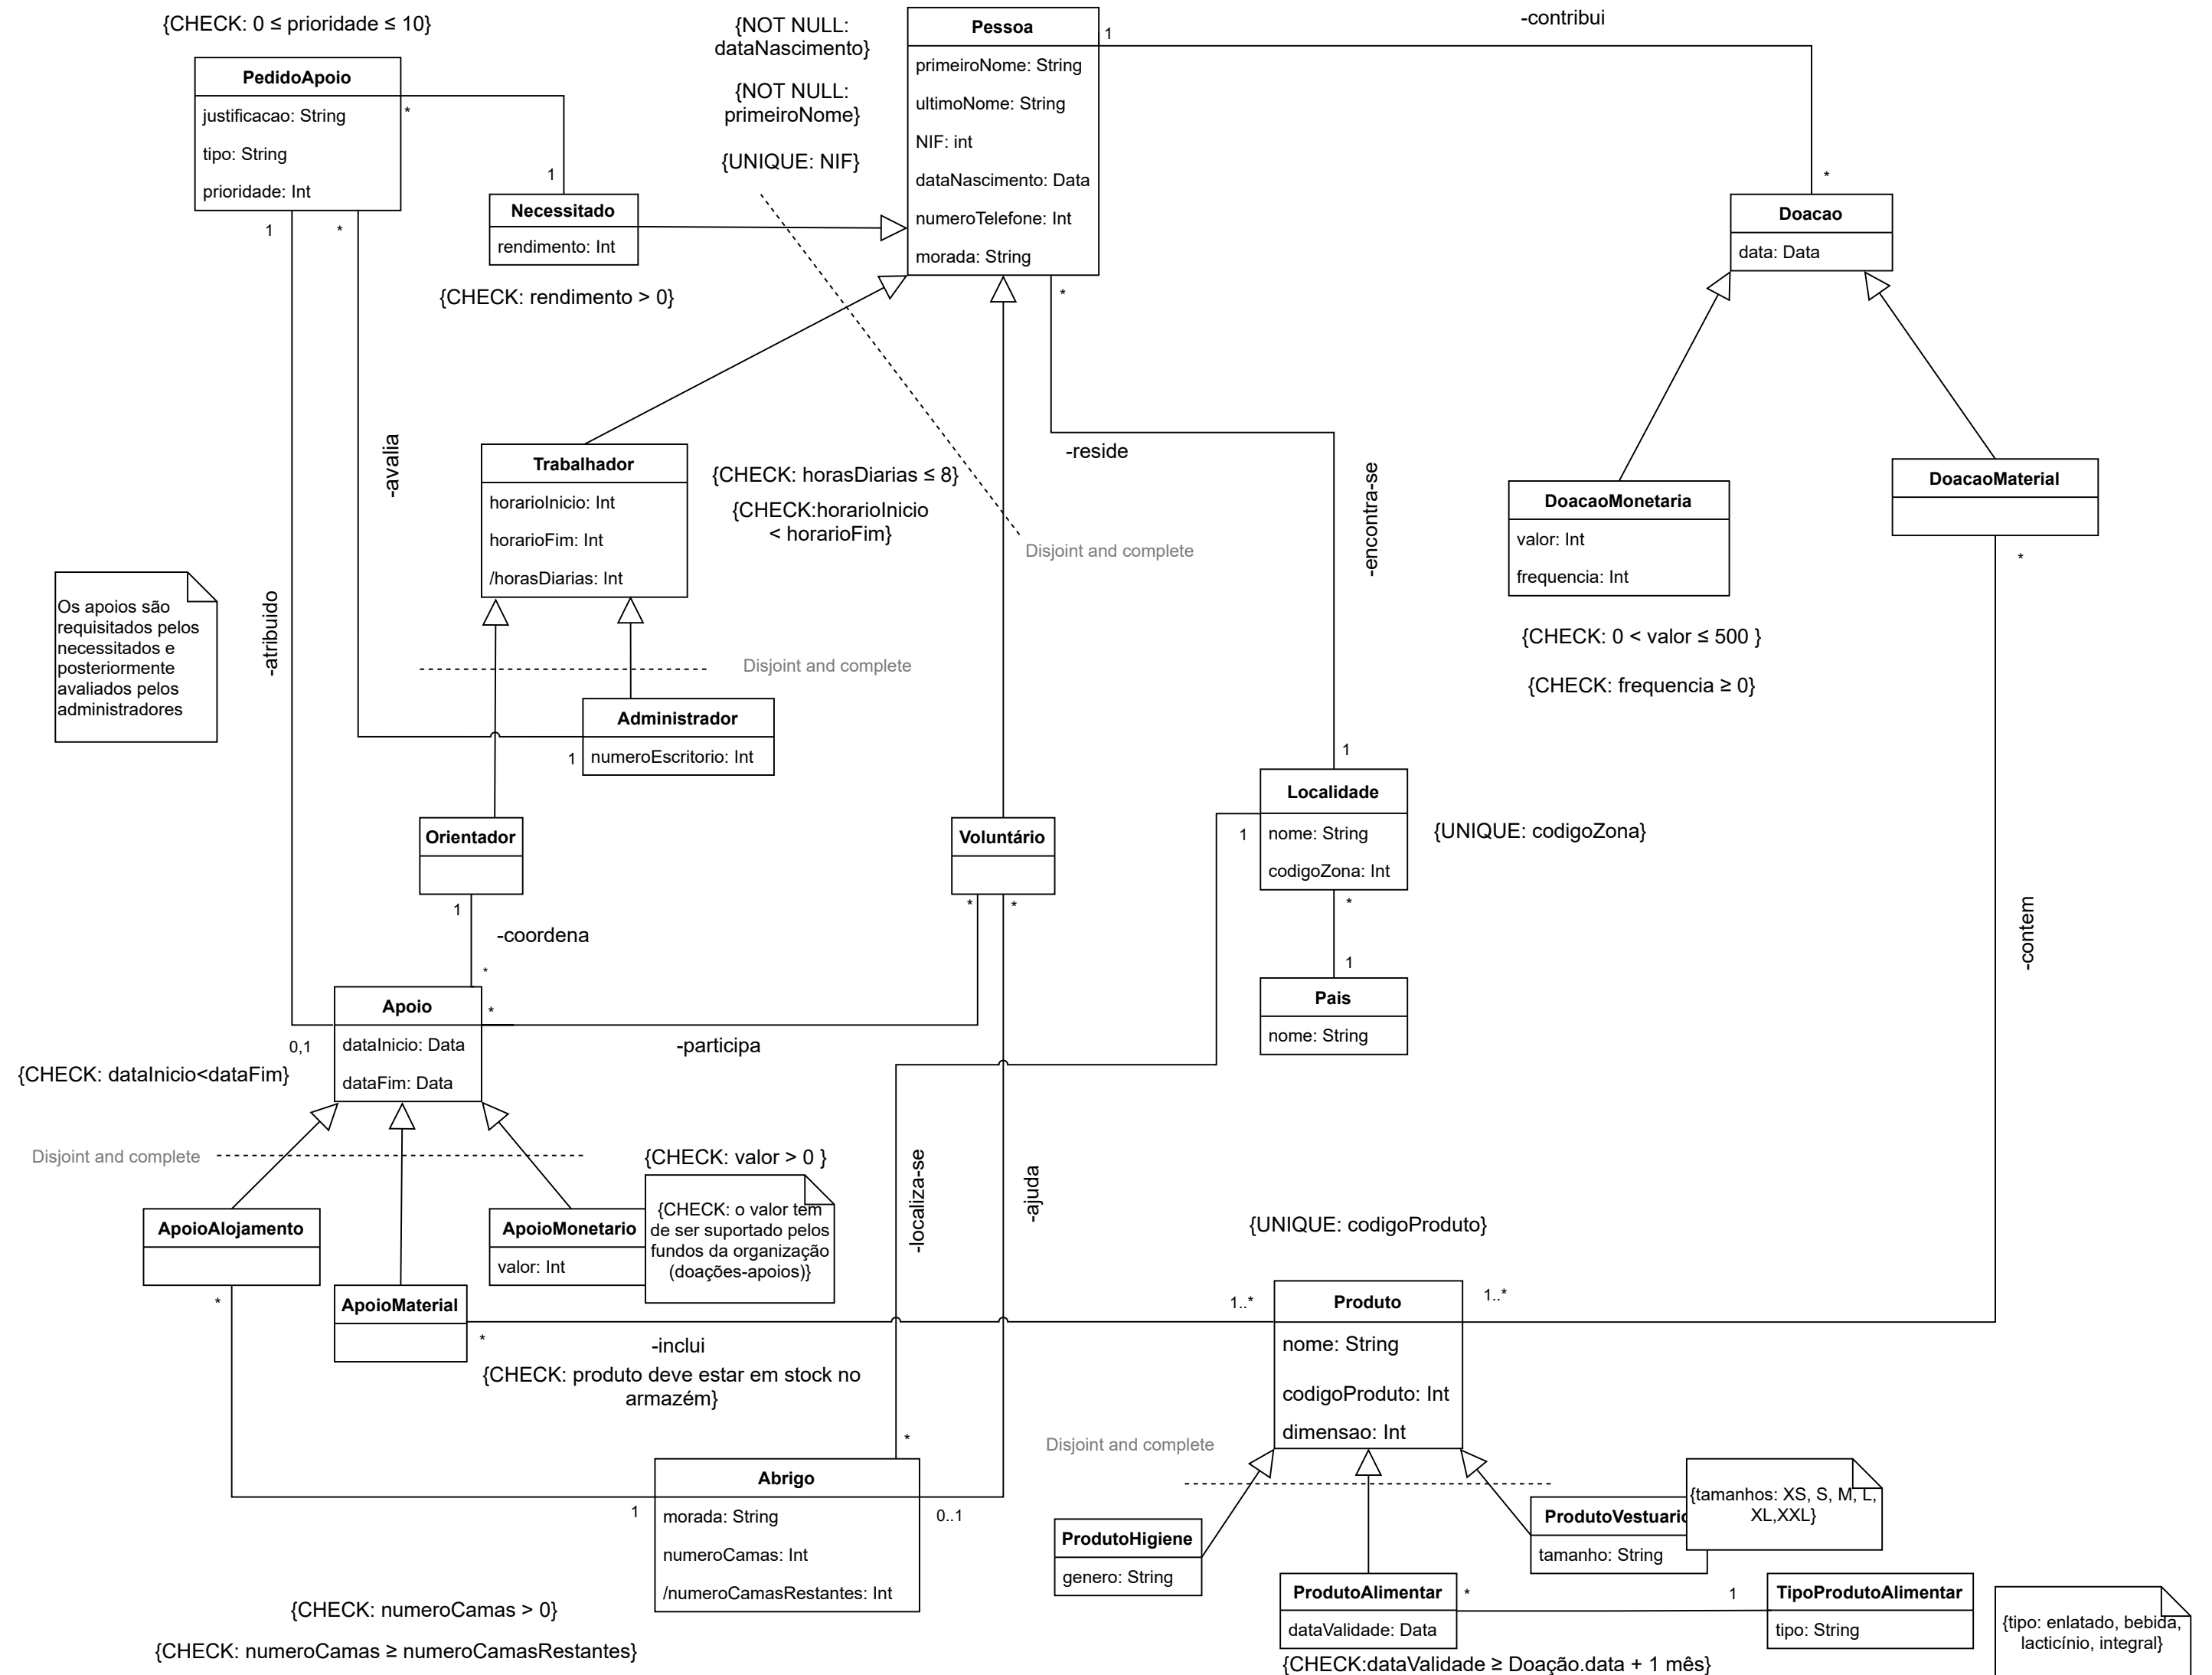 {CHECK: 0 ≤ prioridade ≤ 10}
PedidoApoio
justificacao: String
tipo: String
prioridade: Int
*
1
1
*
Necessitado
rendimento: Int
{CHECK: rendimento > 0}
{NOT NULL:
dataNascimento}
{NOT NULL:
primeiroNome}
{UNIQUE: NIF}
Pessoa
primeiroNome: String
ultimoNome: String
NIF: int
dataNascimento: Data
numeroTelefone: Int
morada: String
1
-contribui
*
*
Doacao
data: Data
-avalia
-atribuido
Os apoios são
requisitados pelos
necessitados e
posteriormente
avaliados pelos
administradores
Trabalhador
horarioInicio: Int
horarioFim: Int
/horasDiarias: Int
{CHECK: horasDiarias ≤ 8}
{CHECK:horarioInicio
< horarioFim}
Disjoint and complete
-reside
-encontra-se
DoacaoMonetaria
valor: Int
frequencia: Int
{CHECK: 0 < valor ≤ 500 }
{CHECK: frequencia ≥ 0}
DoacaoMaterial
*
Disjoint and complete
Administrador
numeroEscritorio: Int
1
Orientador
1
-coordena
*
Voluntário
*
*
1
Localidade
nome: String
codigoZona: Int
{UNIQUE: codigoZona}
1
*
1
Pais
nome: String
-contem
Apoio
dataInicio: Data
dataFim: Data
*
0,1
-participa
{CHECK: dataInicio<dataFim}
Disjoint and complete
ApoioAlojamento
*
ApoioMaterial
*
ApoioMonetario
valor: Int
{CHECK: valor > 0 }
{CHECK: o valor tem
de ser suportado pelos
fundos da organização
(doações-apoios)}
-localiza-se
-ajuda
-inclui
{CHECK: produto deve estar em stock no
armazém}
{UNIQUE: codigoProduto}
1..*
Produto
nome: String
codigoProduto: Int
dimensao: Int
1..*
Disjoint and complete
*
Abrigo
morada: String
numeroCamas: Int
/numeroCamasRestantes: Int
1
0..1
{CHECK: numeroCamas > 0}
{CHECK: numeroCamas ≥ numeroCamasRestantes}
ProdutoHigiene
genero: String
ProdutoAlimentar
dataValidade: Data
*
1
{CHECK:dataValidade ≥ Doação.data + 1 mês}
ProdutoVestuario
tamanho: String
{tamanhos: XS, S, M, L,
XL,XXL}
TipoProdutoAlimentar
tipo: String
{tipo: enlatado, bebida,
lacticínio, integral}